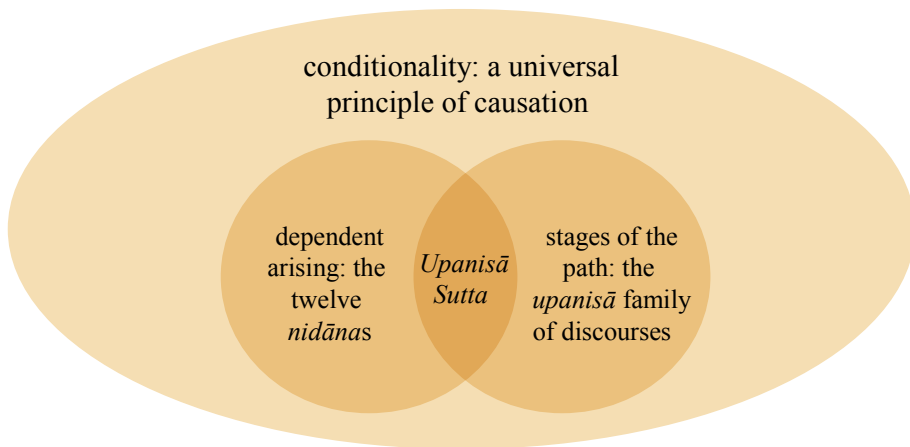 conditionality: a universal
principle of causation
dependent
arising: the
twelve
nidānas
Upanisā
Sutta
stages of the
path: the
upanisā family
of discourses